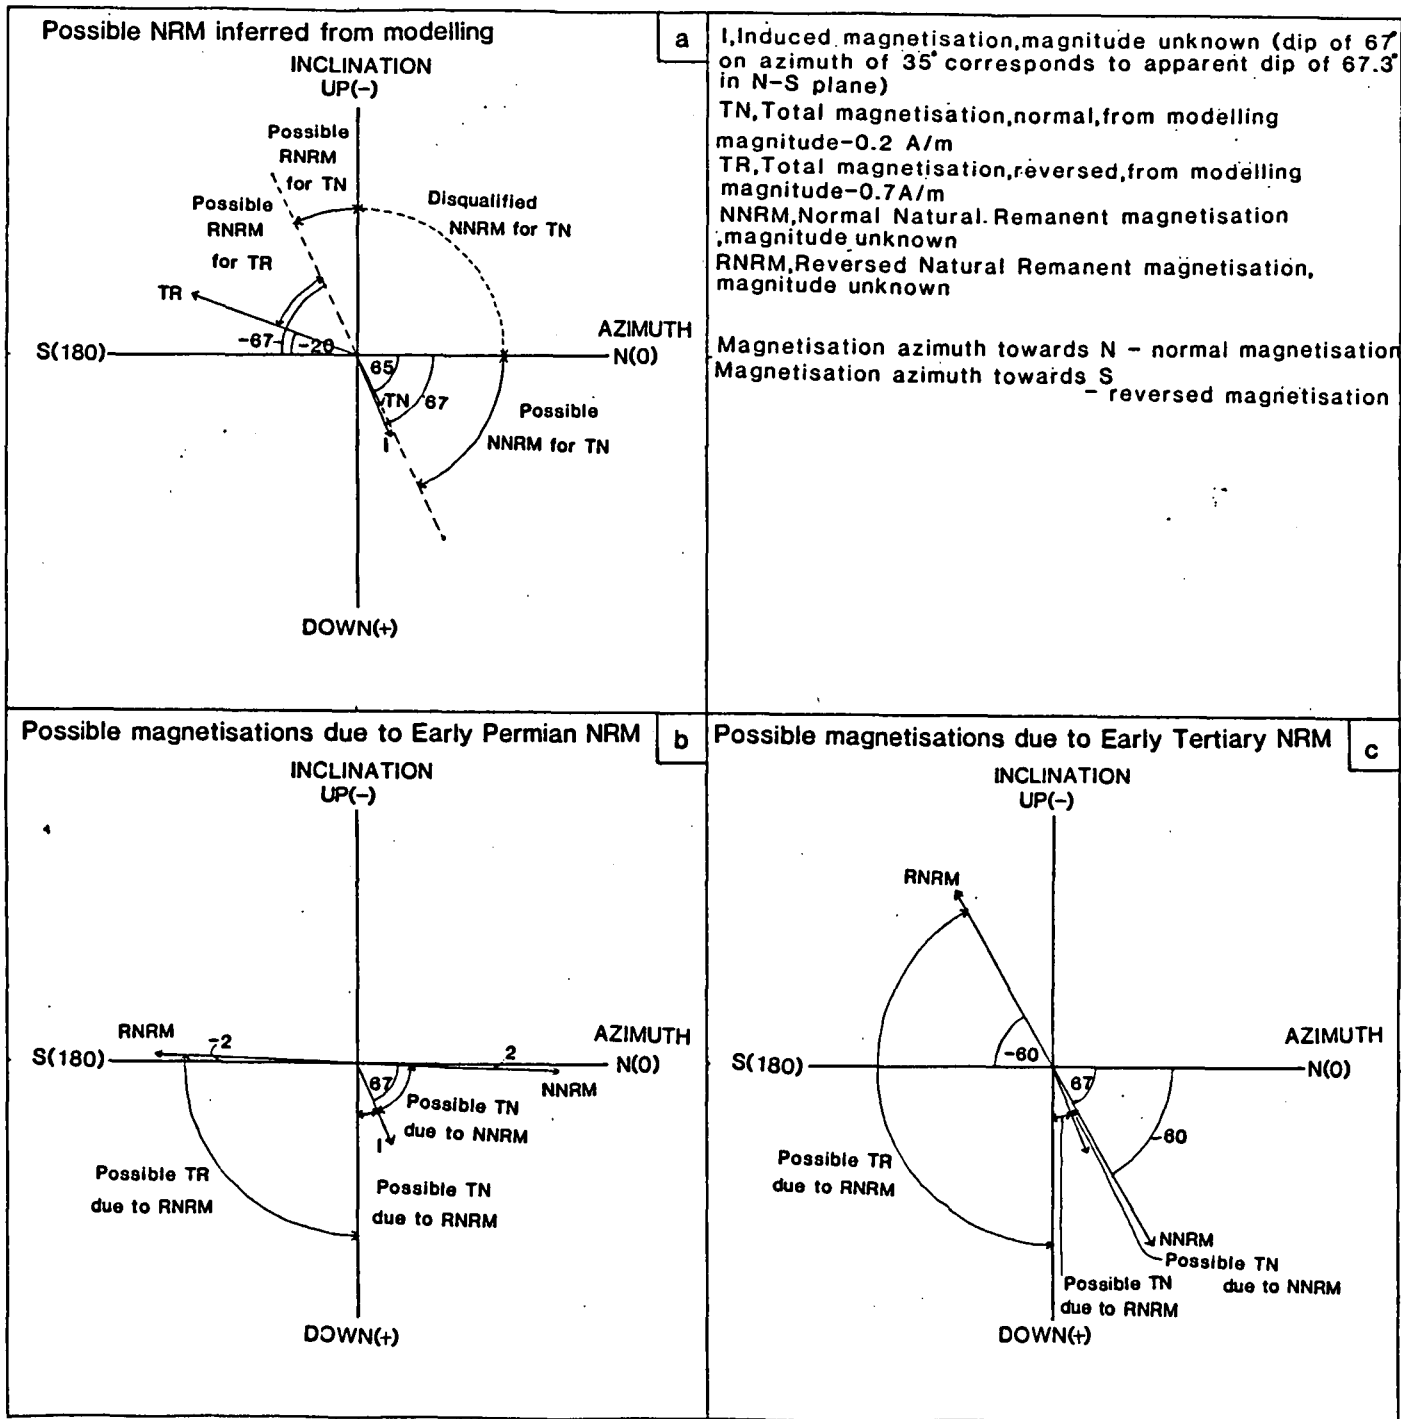 Possible NRM inferred from modelling
a
INCLINATION
UP(-)
Possible
RNRM
for TN
Possible
RNRM
for TR
Disqualified
NNRM for TN
TR
-67
-20
S(180)
AZIMUTH
N(0)
65
TN
67
I
Possible
NNRM for TN
DOWN(+)
I,Induced magnetisation,magnitude unknown (dip of 67°
on azimuth of 35° corresponds to apparent dip of 67.3°
in N-S plane)
TN,Total magnetisation,normal,from modelling
magnitude-0.2 A/m
TR,Total magnetisation,reversed,from modelling
magnitude-0.7A/m
NNRM,Normal Natural. Remanent magnetisation
,magnitude unknown
RNRM,Reversed Natural Remanent magnetisation,
magnitude unknown
Magnetisation azimuth towards N - normal magnetisation
Magnetisation azimuth towards S
- reversed magnetisation
Possible magnetisations due to Early Permian NRM
b
INCLINATION
UP(-)
RNRM
-2
S(180)
AZIMUTH
N(0)
2
NNRM
67
I
Possible TN
due to NNRM
Possible TR
due to RNRM
Possible TN
due to RNRM
DOWN(+)
Possible magnetisations due to Early Tertiary NRM
c
INCLINATION
UP(-)
RNRM
-60
S(180)
AZIMUTH
N(0)
67
-60
Possible TR
due to RNRM
NNRM
Possible TN
due to NNRM
Possible TN
due to RNRM
DOWN(+)